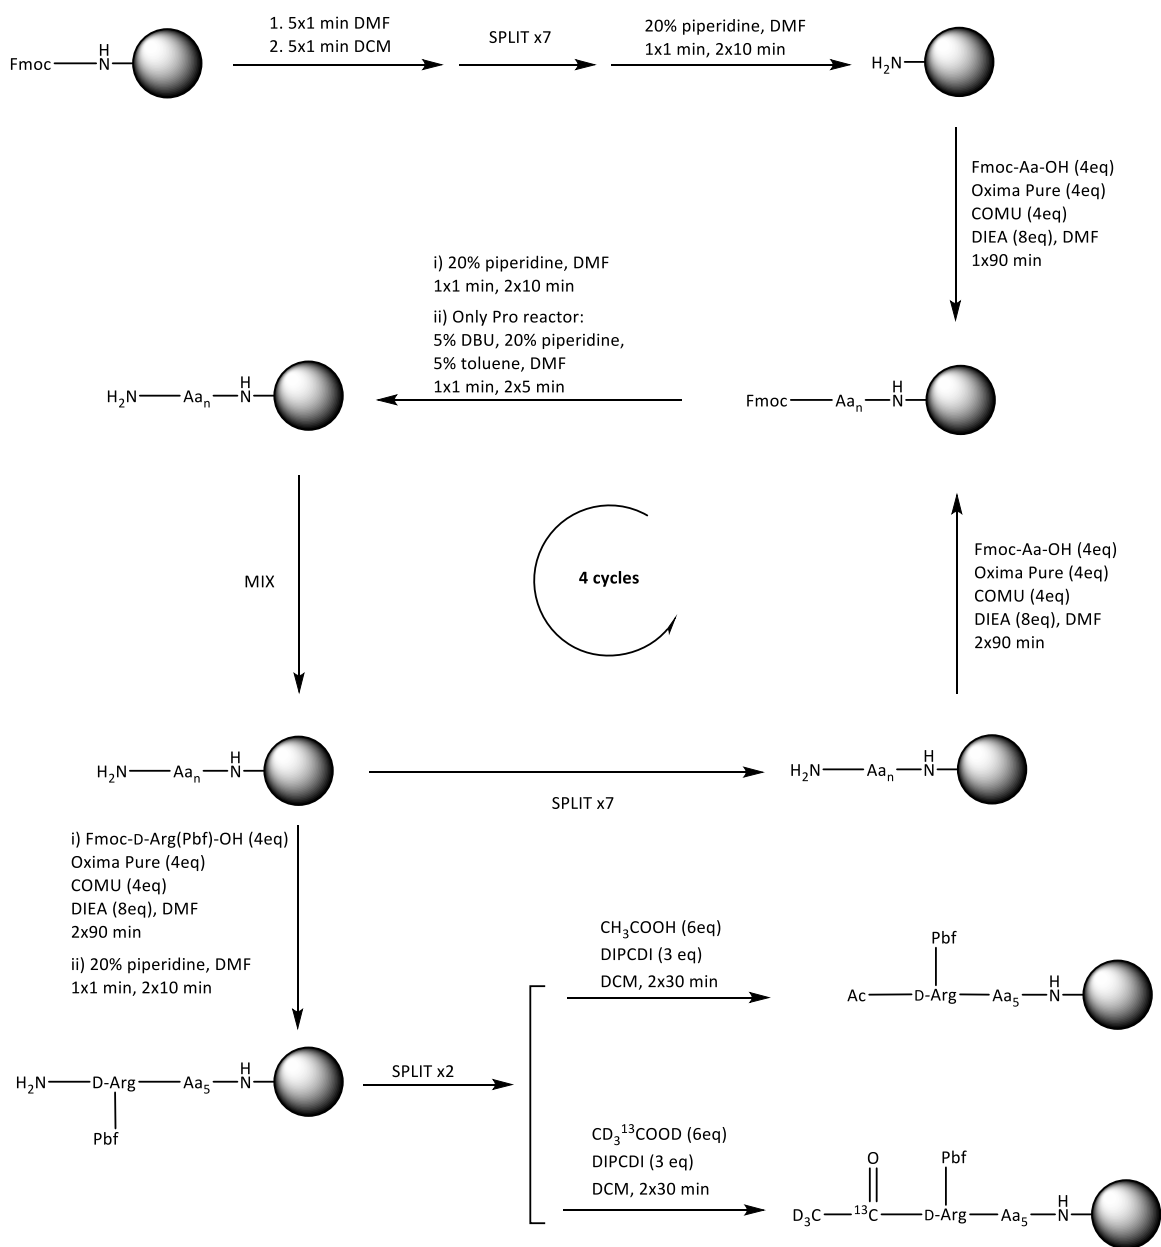 1. 5x1 min DMF
2. 5x1 min DCM
SPLIT x7
20% piperidine, DMF
1x1 min, 2x10 min
Fmoc
H
N
H₂N
Fmoc-Aa-OH (4eq)
Oxima Pure (4eq)
COMU (4eq)
DIEA (8eq), DMF
1x90 min
i) 20% piperidine, DMF
1x1 min, 2x10 min
ii) Only Pro reactor:
5% DBU, 20% piperidine,
5% toluene, DMF
1x1 min, 2x5 min
H₂N Aaₙ H
N
Fmoc Aaₙ H
N
MIX
4 cycles
Fmoc-Aa-OH (4eq)
Oxima Pure (4eq)
COMU (4eq)
DIEA (8eq), DMF
2x90 min
H₂N Aaₙ H
N
SPLIT x7
H₂N Aaₙ H
N
i) Fmoc-D-Arg(Pbf)-OH (4eq)
Oxima Pure (4eq)
COMU (4eq)
DIEA (8eq), DMF
2x90 min
ii) 20% piperidine, DMF
1x1 min, 2x10 min
H₂N D-Arg Aa₅ H
N
Pbf
SPLIT x2
CH₃COOH (6eq)
DIPCDI (3 eq)
DCM, 2x30 min
Pbf
Ac D-Arg Aa₅ H
N
CD₃¹³COOD (6eq)
DIPCDI (3 eq)
DCM, 2x30 min
O Pbf
D₃C ¹³C D-Arg Aa₅ H
N